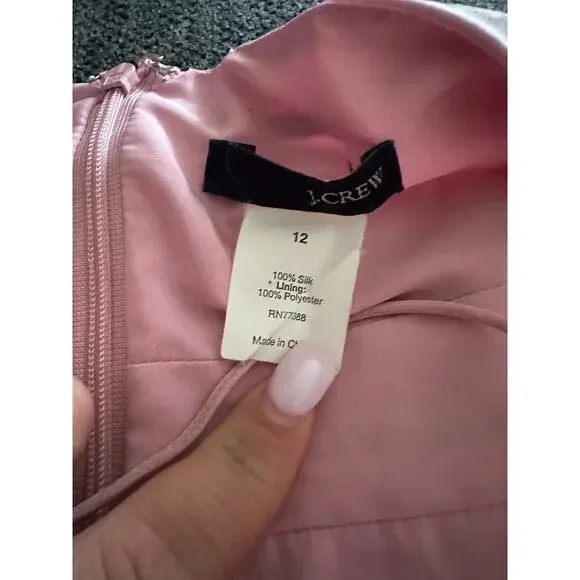 J.CREW
12
100% Silk
* Lining:
100% Polyester
RN77388
Made in